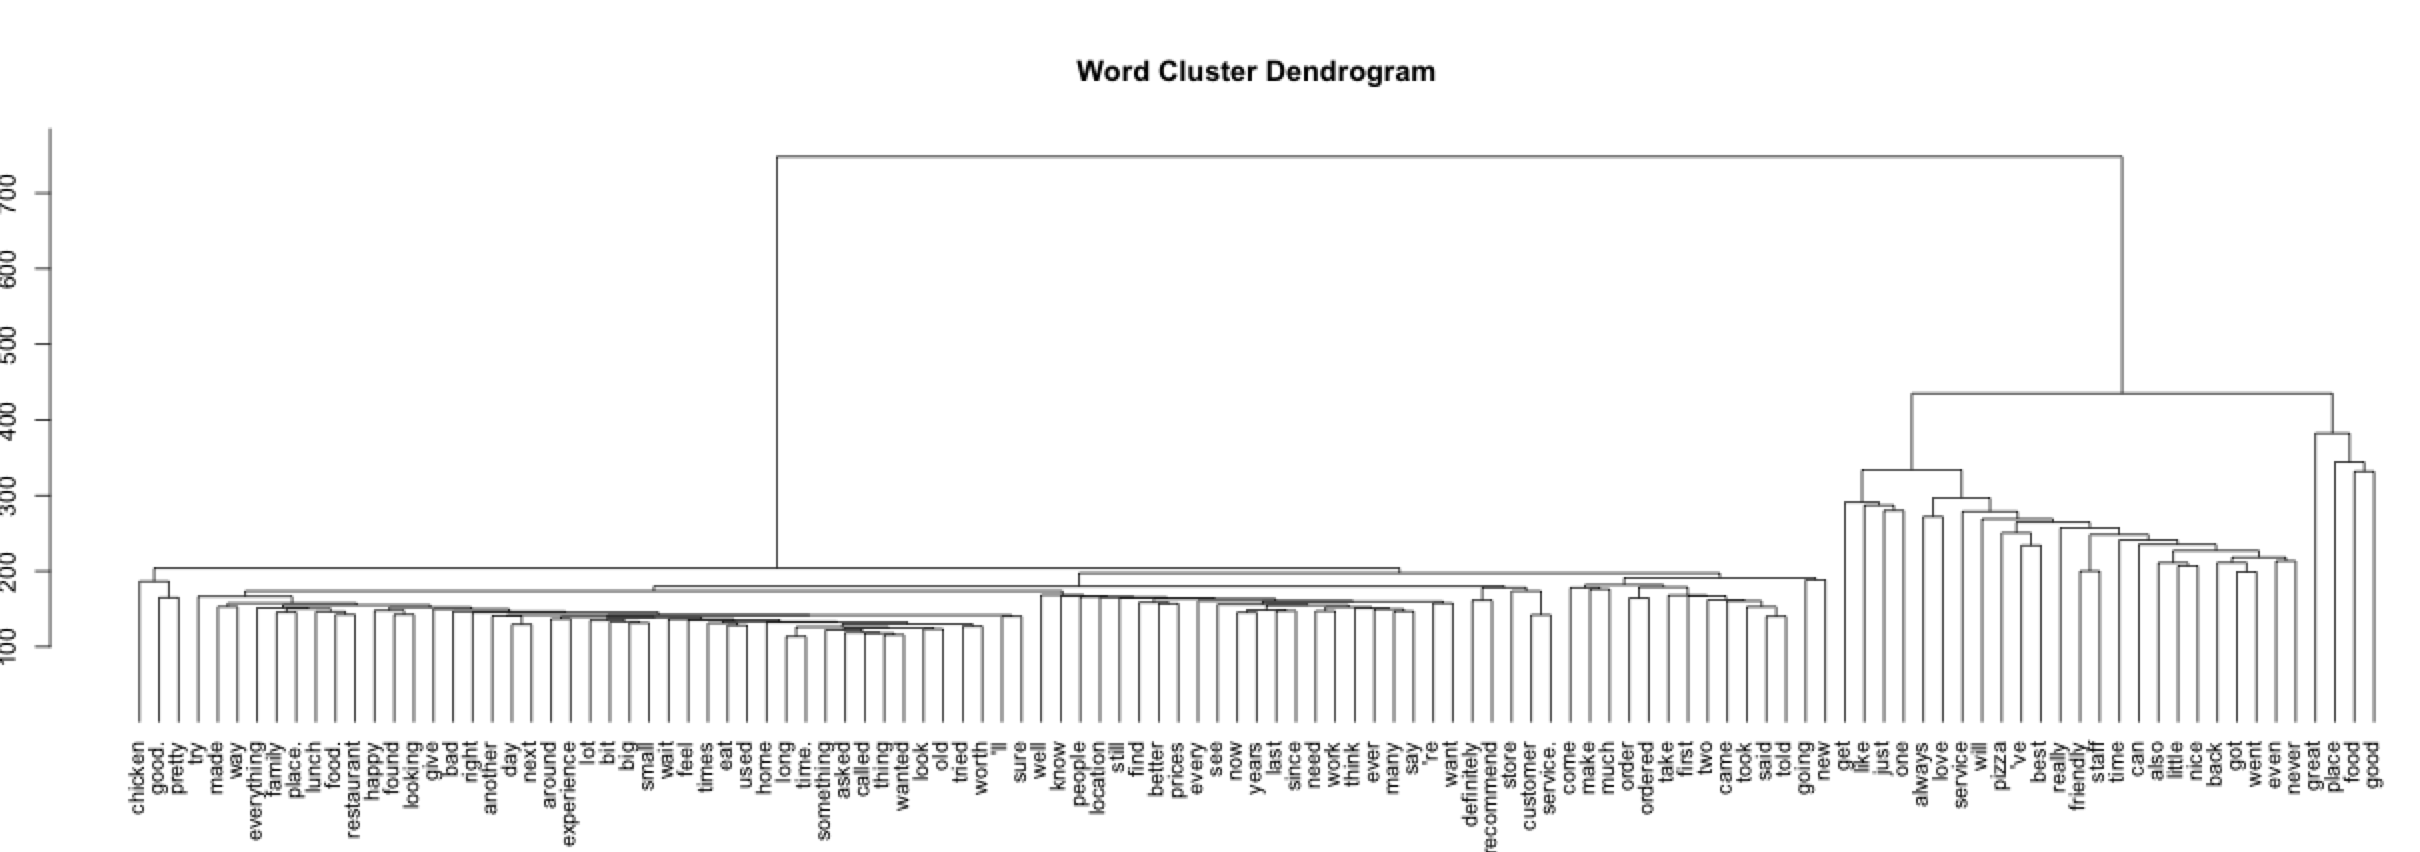 Word Cluster Dendrogram
700
600
500
400
300
200
100
chicken
good.
pretty
try
made
way
everything
family
place.
lunch
food.
restaurant
happy
found
looking
give
bad
right
another
day
next
around
experience
lot
bit
big
small
wait
feel
times
eat
used
home
long
time.
something
asked
called
thing
wanted
look
old
tried
worth
'll
sure
well
know
people
location
still
find
better
prices
every
see
now
years
last
since
need
work
think
ever
many
say
're
want
definitely
recommend
store
customer
service.
come
make
much
order
ordered
take
first
two
came
took
said
told
going
new
get
like
just
one
always
love
service
will
pizza
've
best
really
friendly
staff
time
can
also
little
nice
back
got
went
even
never
great
place
food
good